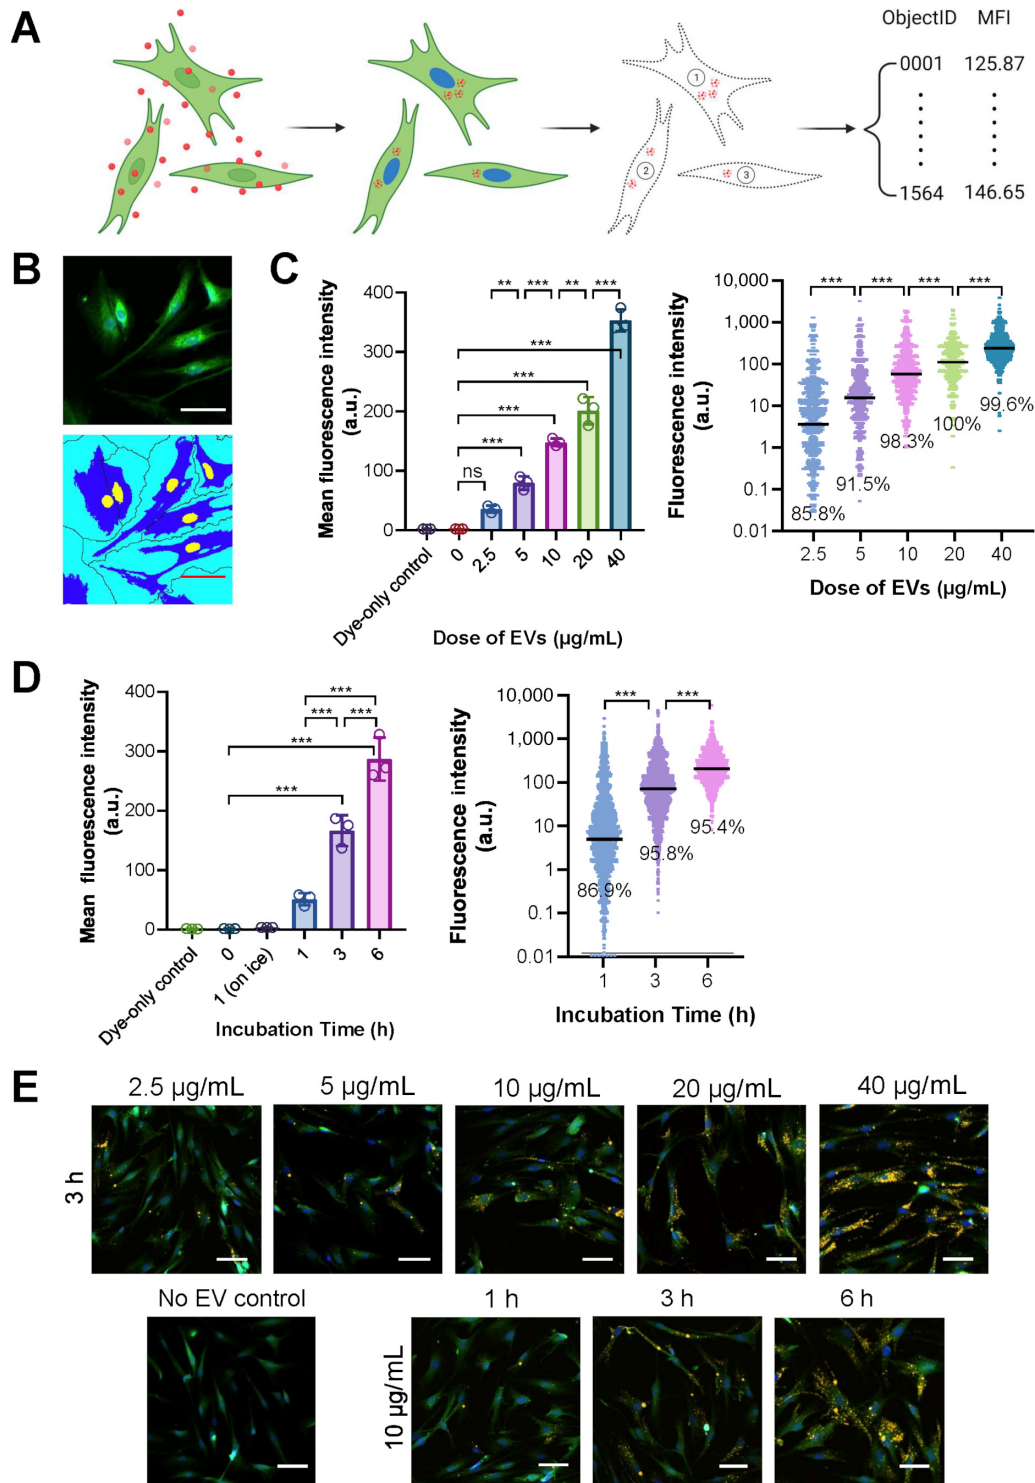 A
ObjectID MFI
0001 125.87
1564 146.65
1
2
3
B
C
Mean fluorescence intensity
(a.u.)
400
300
200
100
0
** *** ** ***
***
***
***
***
ns
Dye-only control 0 2.5 5 10 20 40
Dose of EVs (µg/mL)
Fluorescence intensity
(a.u.)
10,000
1,000
100
10
1
0.1
0.01
*** *** *** ***
85.8% 91.5% 98.3% 100% 99.6%
2.5 5 10 20 40
Dose of EVs (µg/mL)
D
Mean fluorescence intensity
(a.u.)
400
300
200
100
0
***
*** ***
***
***
Dye-only control 0 1 (on ice) 1 3 6
Incubation Time (h)
Fluorescence intensity
(a.u.)
10,000
1,000
100
10
1
0.1
0.01
*** ***
86.9% 95.8% 95.4%
1 3 6
Incubation Time (h)
E
2.5 µg/mL 5 µg/mL 10 µg/mL 20 µg/mL 40 µg/mL
3 h
No EV control 1 h 3 h 6 h
10 µg/mL